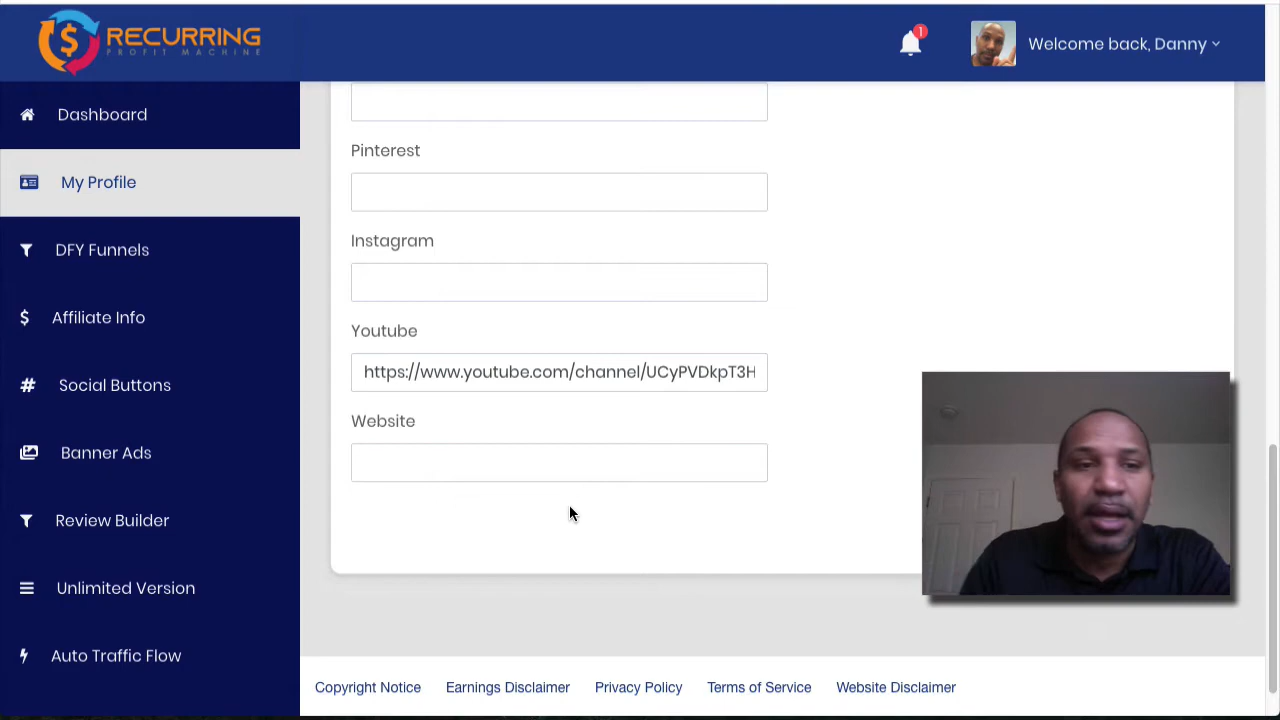 RECURRING
PROFIT MACHINE
1
Welcome back, Danny
Dashboard
My Profile
DFY Funnels
Affiliate Info
Social Buttons
Banner Ads
Review Builder
Unlimited Version
Auto Traffic Flow
Pinterest
Instagram
Youtube
https://www.youtube.com/channel/UCyPVDkpT3H
Website
Copyright Notice
Earnings Disclaimer
Privacy Policy
Terms of Service
Website Disclaimer